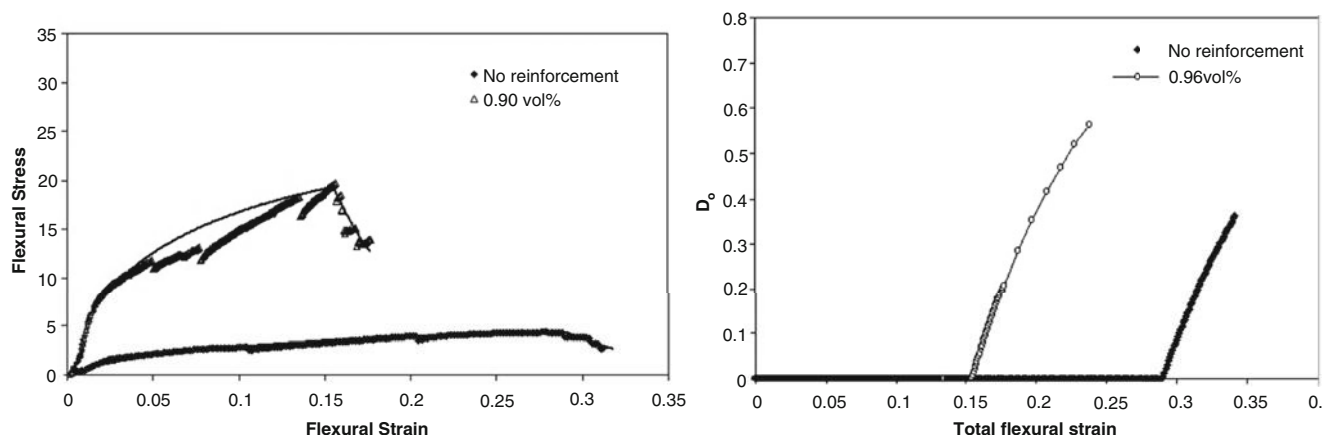 35
30
25
20
15
10
5
0
Flexural Stress
No reinforcement
0.90 vol%
0 0.05 0.1 0.15 0.2 0.25 0.3 0.35
Flexural Strain
0.8
0.7
0.6
0.5
0.4
0.3
0.2
0.1
0
Do
No reinforcement
0.96vol%
0 0.05 0.1 0.15 0.2 0.25 0.3 0.35 0.
Total flexural strain